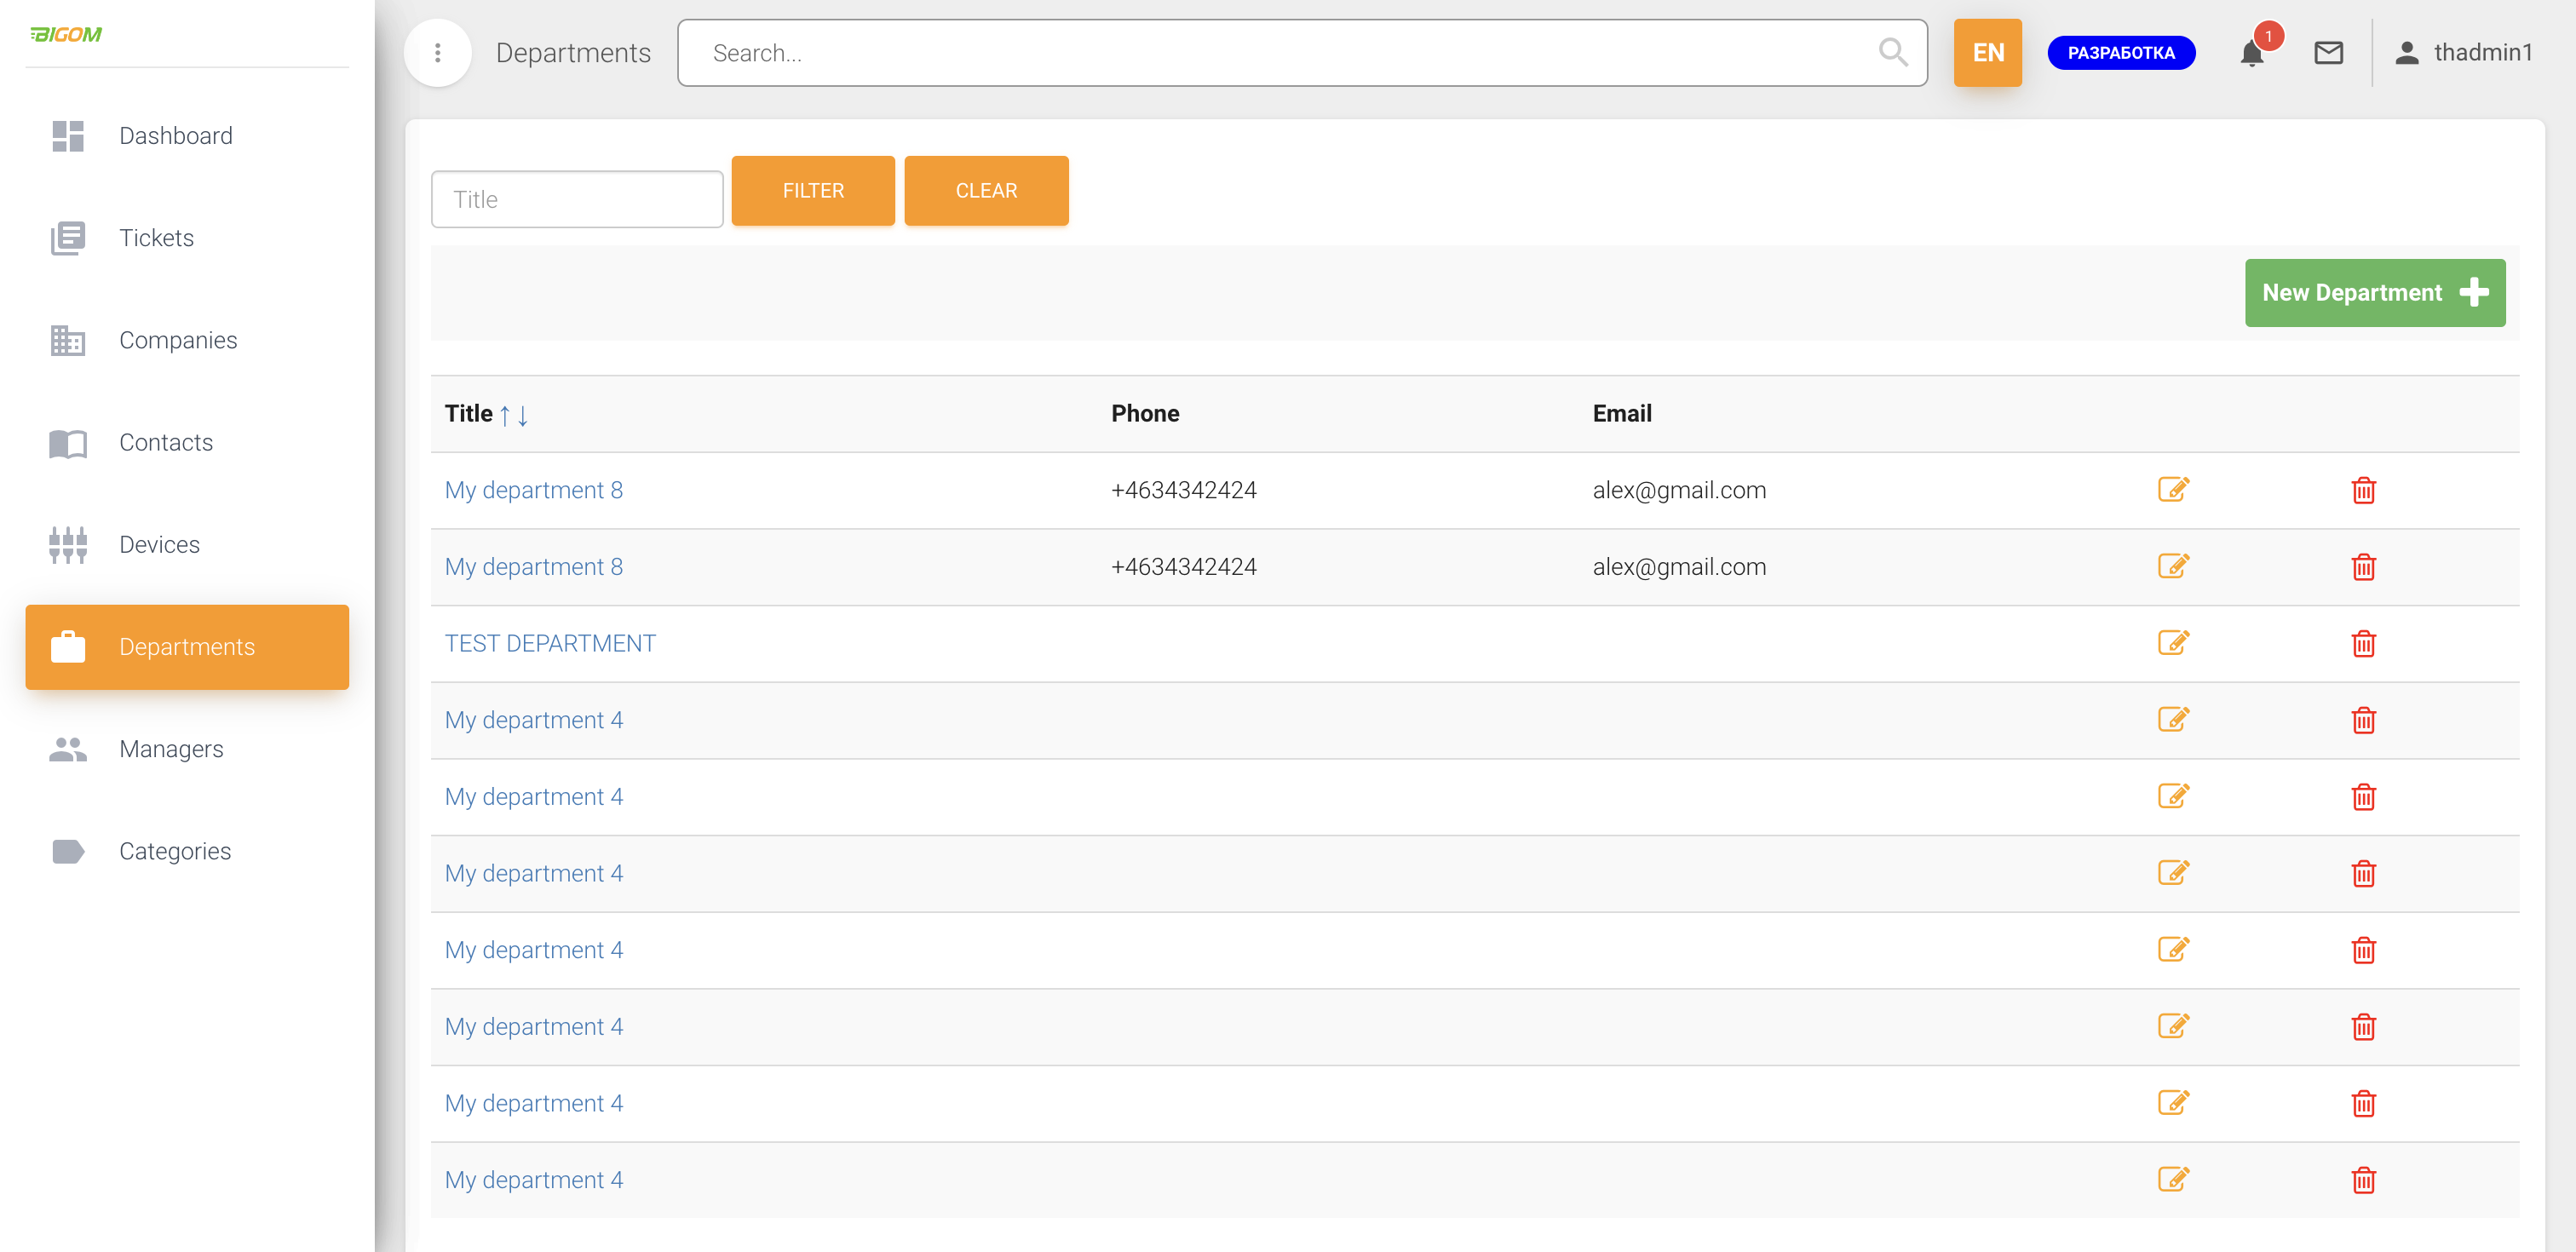 BIGOM
Dashboard
Tickets
Companies
Contacts
Devices
Departments
Managers
Categories
Departments
Search...
EN
РАЗРАБОТКА
1
thadmin1
Title
FILTER
CLEAR
New Department
Title ↑↓ Phone Email
My department 8 +4634342424 alex@gmail.com
My department 8 +4634342424 alex@gmail.com
TEST DEPARTMENT
My department 4
My department 4
My department 4
My department 4
My department 4
My department 4
My department 4